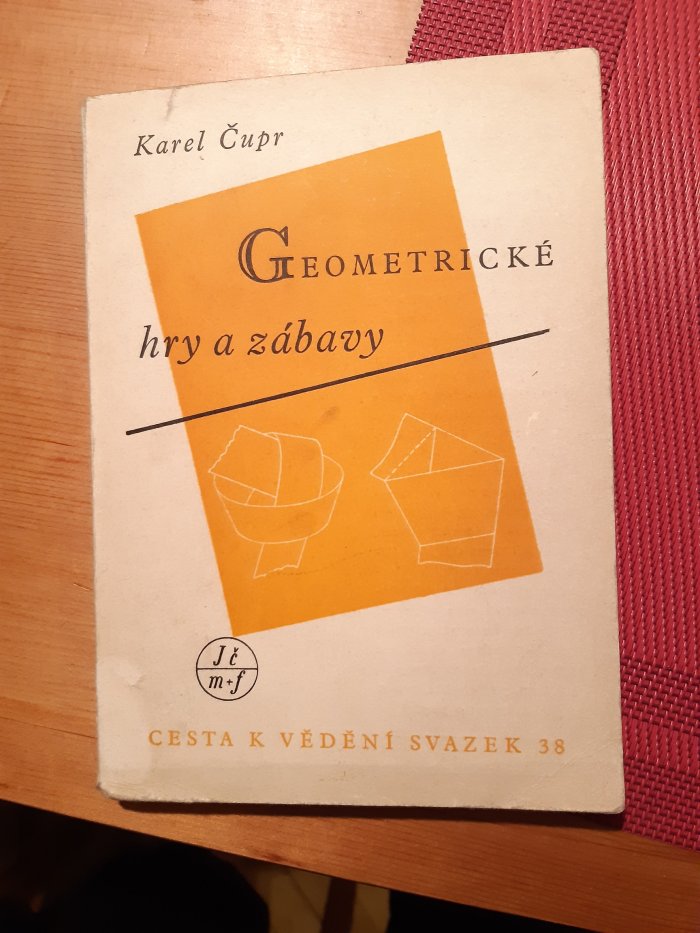 Karel Čupr
GEOMETRICKÉ
hry a zábavy
Jč
m+f
CESTA K VĚDĚNÍ SVAZEK 38